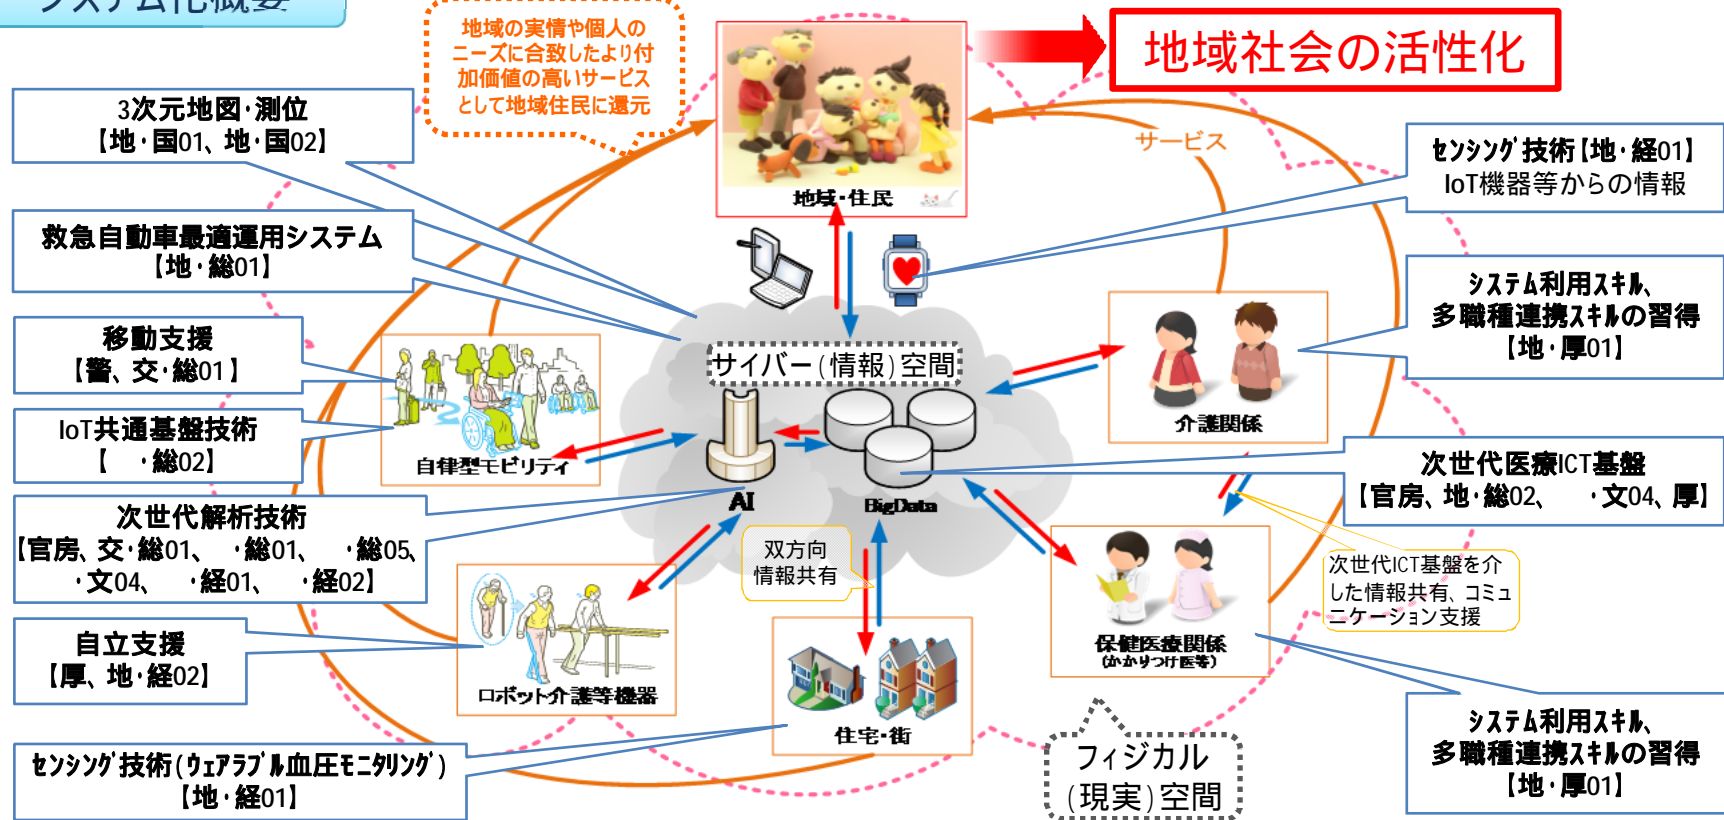 システム化概要
地域の実情や個人の
ニーズに合致したより付
加価値の高いサービス
として地域住民に還元
地域社会の活性化
3次元地図・測位
【地・国01、地・国02】
サービス
センシング技術【地・経01】
IoT機器等からの情報
地域・住民
救急自動車最適運用システム
【地・総01】
システム利用スキル、
多職種連携スキルの習得
【地・厚01】
移動支援
【警、交・総01】
サイバー(情報)空間
介護関係
IoT共通基盤技術
【　・総02】
自律型モビリティ
AI
BigData
次世代医療ICT基盤
【官房、地・総02、　・文04、厚】
次世代解析技術
【官房、交・総01、　・総01、　・総05、
・文04、　・経01、　・経02】
双方向
情報共有
次世代ICT基盤を介
した情報共有、コミュ
ニケーション支援
自立支援
【厚、地・経02】
ロボット介護等機器
保健医療関係
(かかりつけ医等)
住宅・街
フィジカル
(現実)空間
システム利用スキル、
多職種連携スキルの習得
【地・厚01】
センシング技術(ウェアラブル血圧モニタリング)
【地・経01】